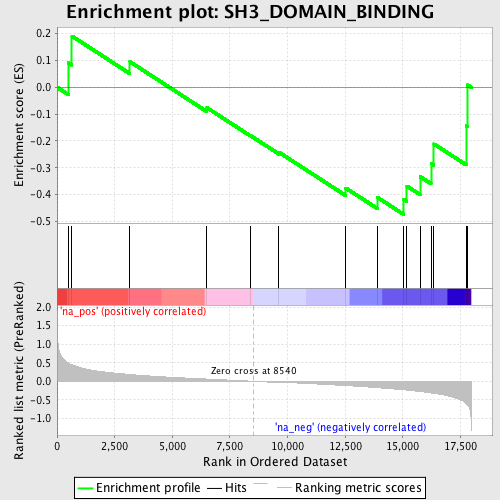 Enrichment plot: SH3_DOMAIN_BINDING
Enrichment score (ES)
0.2
0.1
0.0
-0.1
-0.2
-0.3
-0.4
-0.5
'na_pos' (positively correlated)
Ranked list metric (PreRanked)
2.0
1.5
1.0
0.5
0.0
-0.5
-1.0
Zero cross at 8540
'na_neg' (negatively correlated)
0 2,500 5,000 7,500 10,000 12,500 15,000 17,500
Rank in Ordered Dataset
Enrichment profile Hits Ranking metric scores